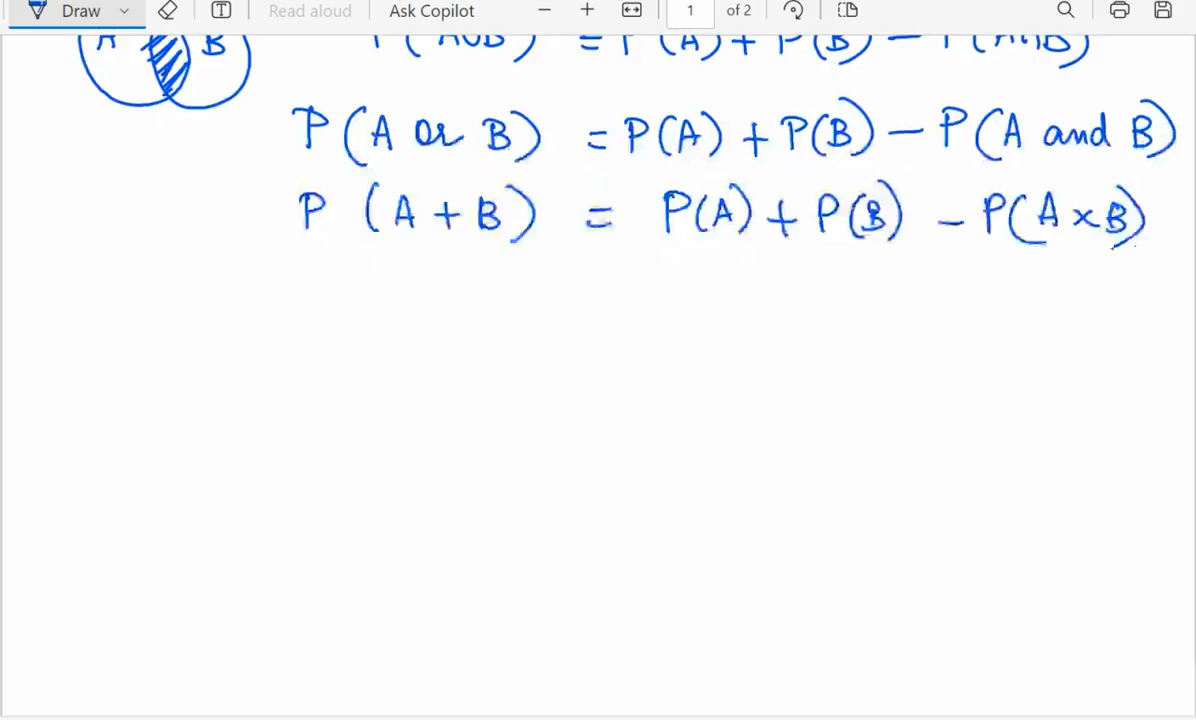 Draw Read aloud Ask Copilot 1 of 2
A B P(A∪B) = P(A) + P(B) − P(A∩B)
P(A or B) = P(A) + P(B) − P(A and B)
P(A + B) = P(A) + P(B) − P(A × B)